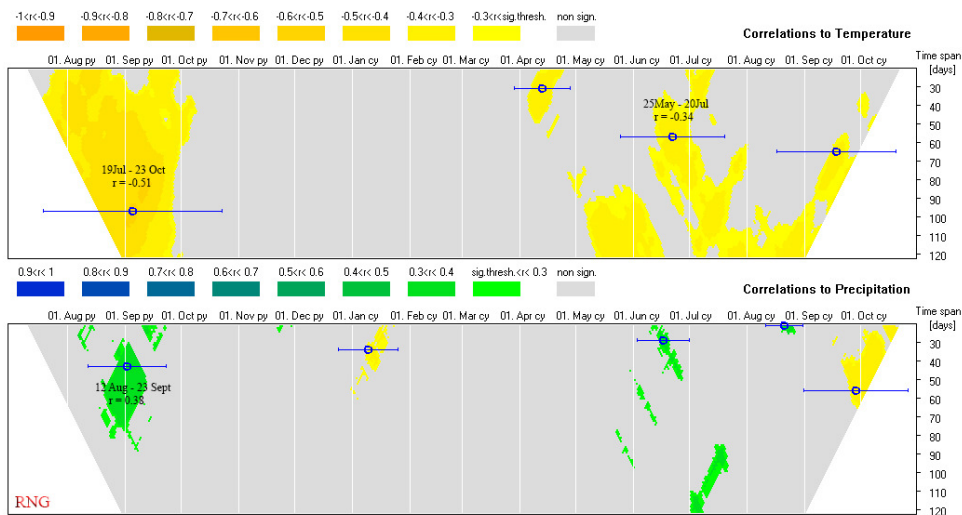 -1<r<-0.9 -0.9<r<-0.8 -0.8<r<-0.7 -0.7<r<-0.6 -0.6<r<-0.5 -0.5<r<-0.4 -0.4<r<-0.3 -0.3<r<sig.thresh. non sign.
Correlations to Temperature
01. Aug py 01. Sep py 01. Oct py 01. Nov py 01. Dec py 01. Jan cy 01. Feb cy 01. Mar cy 01. Apr cy 01. May cy 01. Jun cy 01. Jul cy 01. Aug cy 01. Sep cy 01. Oct cy
Time span
[days]
30
40
50
60
70
80
90
100
110
120
25May - 20Jul
r = -0.34
19Jul - 23 Oct
r = -0.51
0.9<r< 1 0.8<r< 0.9 0.7<r< 0.8 0.6<r< 0.7 0.5<r< 0.6 0.4<r< 0.5 0.3<r< 0.4 sig.thresh.<r< 0.3 non sign.
Correlations to Precipitation
01. Aug py 01. Sep py 01. Oct py 01. Nov py 01. Dec py 01. Jan cy 01. Feb cy 01. Mar cy 01. Apr cy 01. May cy 01. Jun cy 01. Jul cy 01. Aug cy 01. Sep cy 01. Oct cy
Time span
[days]
30
40
50
60
70
80
90
100
110
120
12 Aug - 23 Sept
r = 0.38
RNG